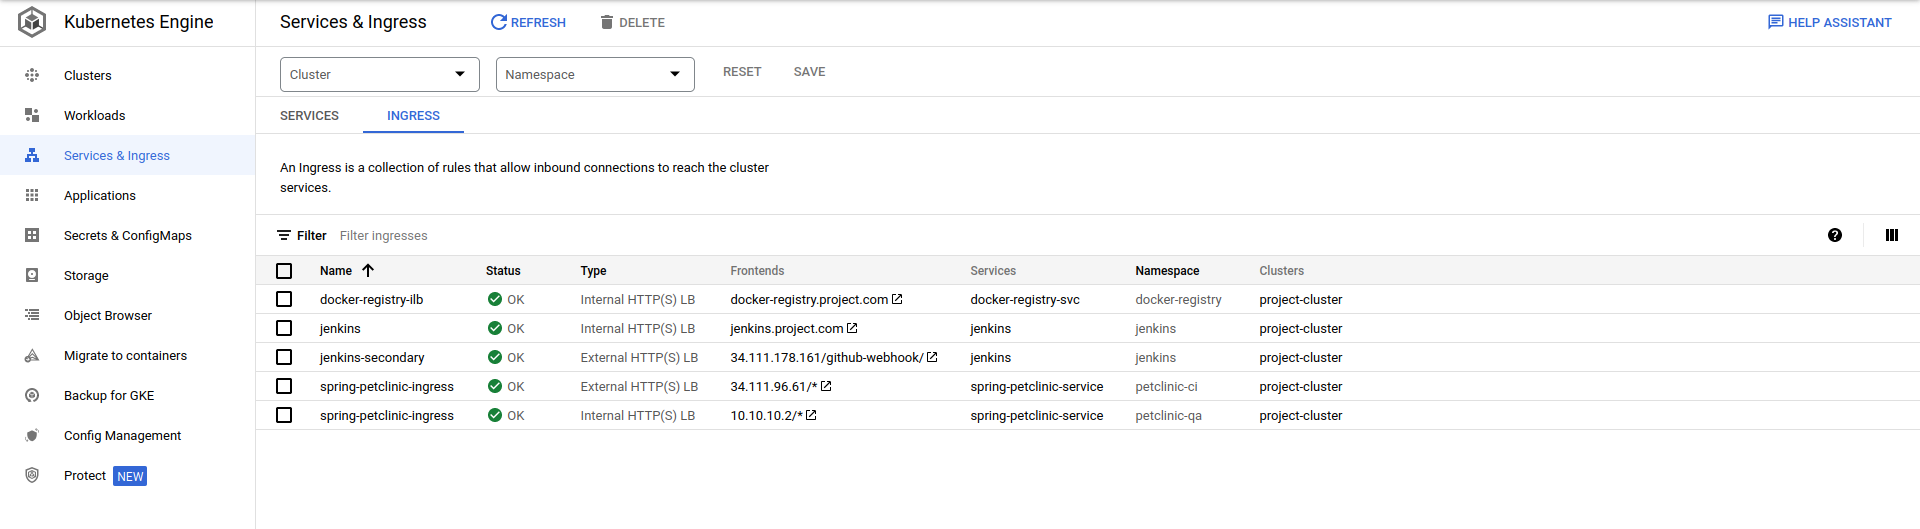 Kubernetes Engine
Services & Ingress
REFRESH
DELETE
HELP ASSISTANT
Clusters
Workloads
Services & Ingress
Applications
Secrets & ConfigMaps
Storage
Object Browser
Migrate to containers
Backup for GKE
Config Management
Protect NEW
Cluster
Namespace
RESET
SAVE
SERVICES
INGRESS
An Ingress is a collection of rules that allow inbound connections to reach the cluster
services.
Filter Filter ingresses
Name Status Type Frontends Services Namespace Clusters
docker-registry-ilb OK Internal HTTP(S) LB docker-registry.project.com docker-registry-svc docker-registry project-cluster
jenkins OK Internal HTTP(S) LB jenkins.project.com jenkins jenkins project-cluster
jenkins-secondary OK External HTTP(S) LB 34.111.178.161/github-webhook/ jenkins jenkins project-cluster
spring-petclinic-ingress OK External HTTP(S) LB 34.111.96.61/* spring-petclinic-service petclinic-ci project-cluster
spring-petclinic-ingress OK Internal HTTP(S) LB 10.10.10.2/* spring-petclinic-service petclinic-qa project-cluster